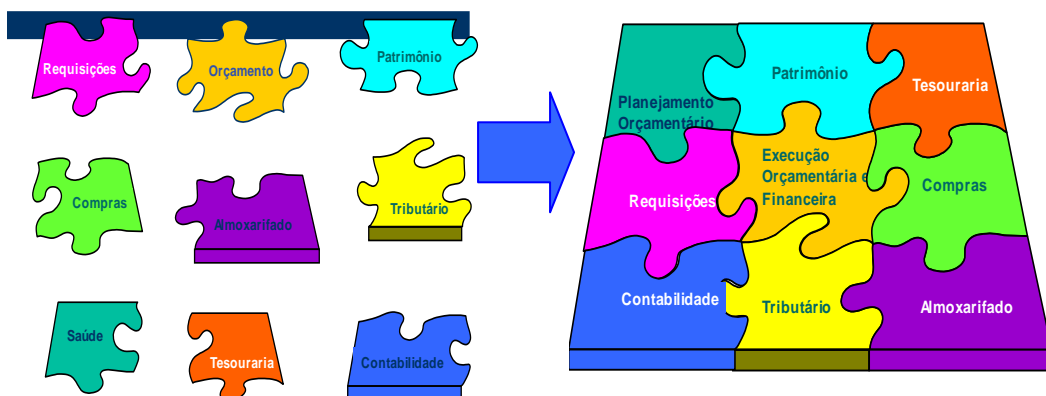 Requisições
Orçamento
Patrimônio
Compras
Almoxarifado
Tributário
Saúde
Tesouraria
Contabilidade
Planejamento
Orçamentário
Patrimônio
Tesouraria
Requisições
Execução
Orçamentária e
Financeira
Compras
Contabilidade
Tributário
Almoxarifado